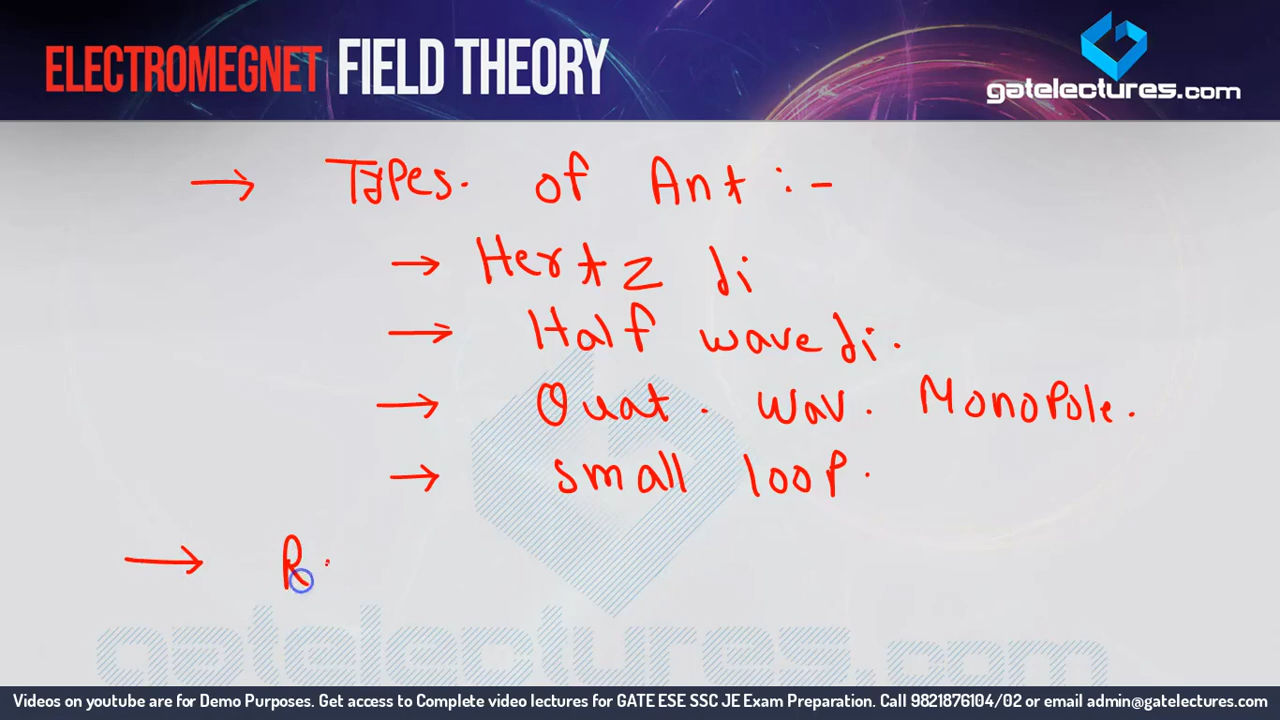 ELECTROMEGNET FIELD THEORY
gatelectures.com
→ Types. of Ant :-
→ Hertz di
→ Half wave di.
→ Quat. wav. Monopole.
→ small loop.
→ R.
gatelectures.com
Videos on youtube are for Demo Purposes. Get access to Complete video lectures for GATE ESE SSC JE Exam Preparation. Call 9821876104/02 or email admin@gatelectures.com